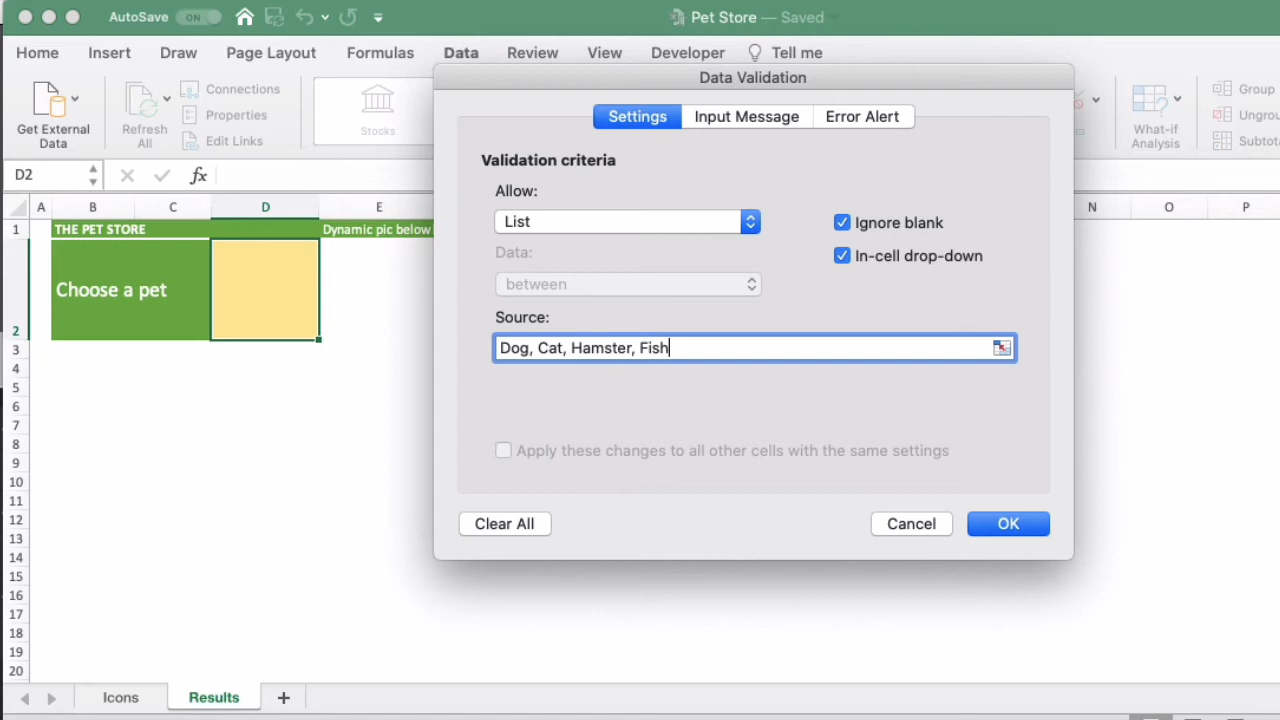 AutoSave ON Pet Store — Saved
Home Insert Draw Page Layout Formulas Data Review View Developer Tell me
Get External Data
Refresh All
Connections
Properties
Edit Links
Stocks
What-if Analysis
Group
D2 fx
Data Validation
Settings Input Message Error Alert
Validation criteria
Allow:
List
Ignore blank
Data:
In-cell drop-down
between
Source:
Dog, Cat, Hamster, Fish
Apply these changes to all other cells with the same settings
Clear All Cancel OK
A B C D E N O P
1 THE PET STORE Dynamic pic below
Choose a pet
2
3
4
5
6
7
8
9
10
11
12
13
14
15
16
17
18
19
20
Icons Results +